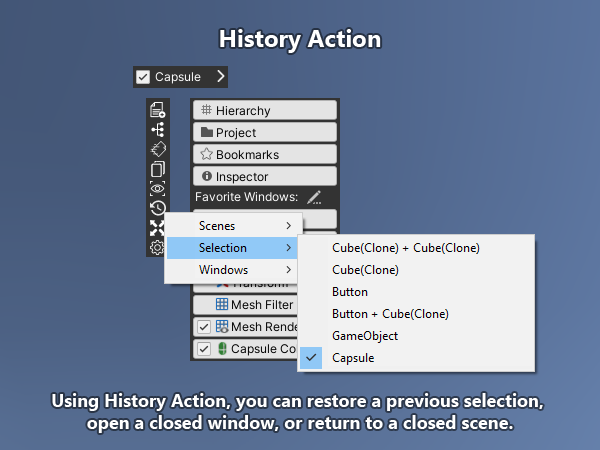 History Action
Capsule
Hierarchy
Project
Bookmarks
Inspector
Favorite Windows:
Scenes
Selection
Windows
Cube(Clone) + Cube(Clone)
Cube(Clone)
Button
Button + Cube(Clone)
GameObject
Capsule
Transform
Mesh Filter
Mesh Rende
Capsule Co
Using History Action, you can restore a previous selection,
open a closed window, or return to a closed scene.